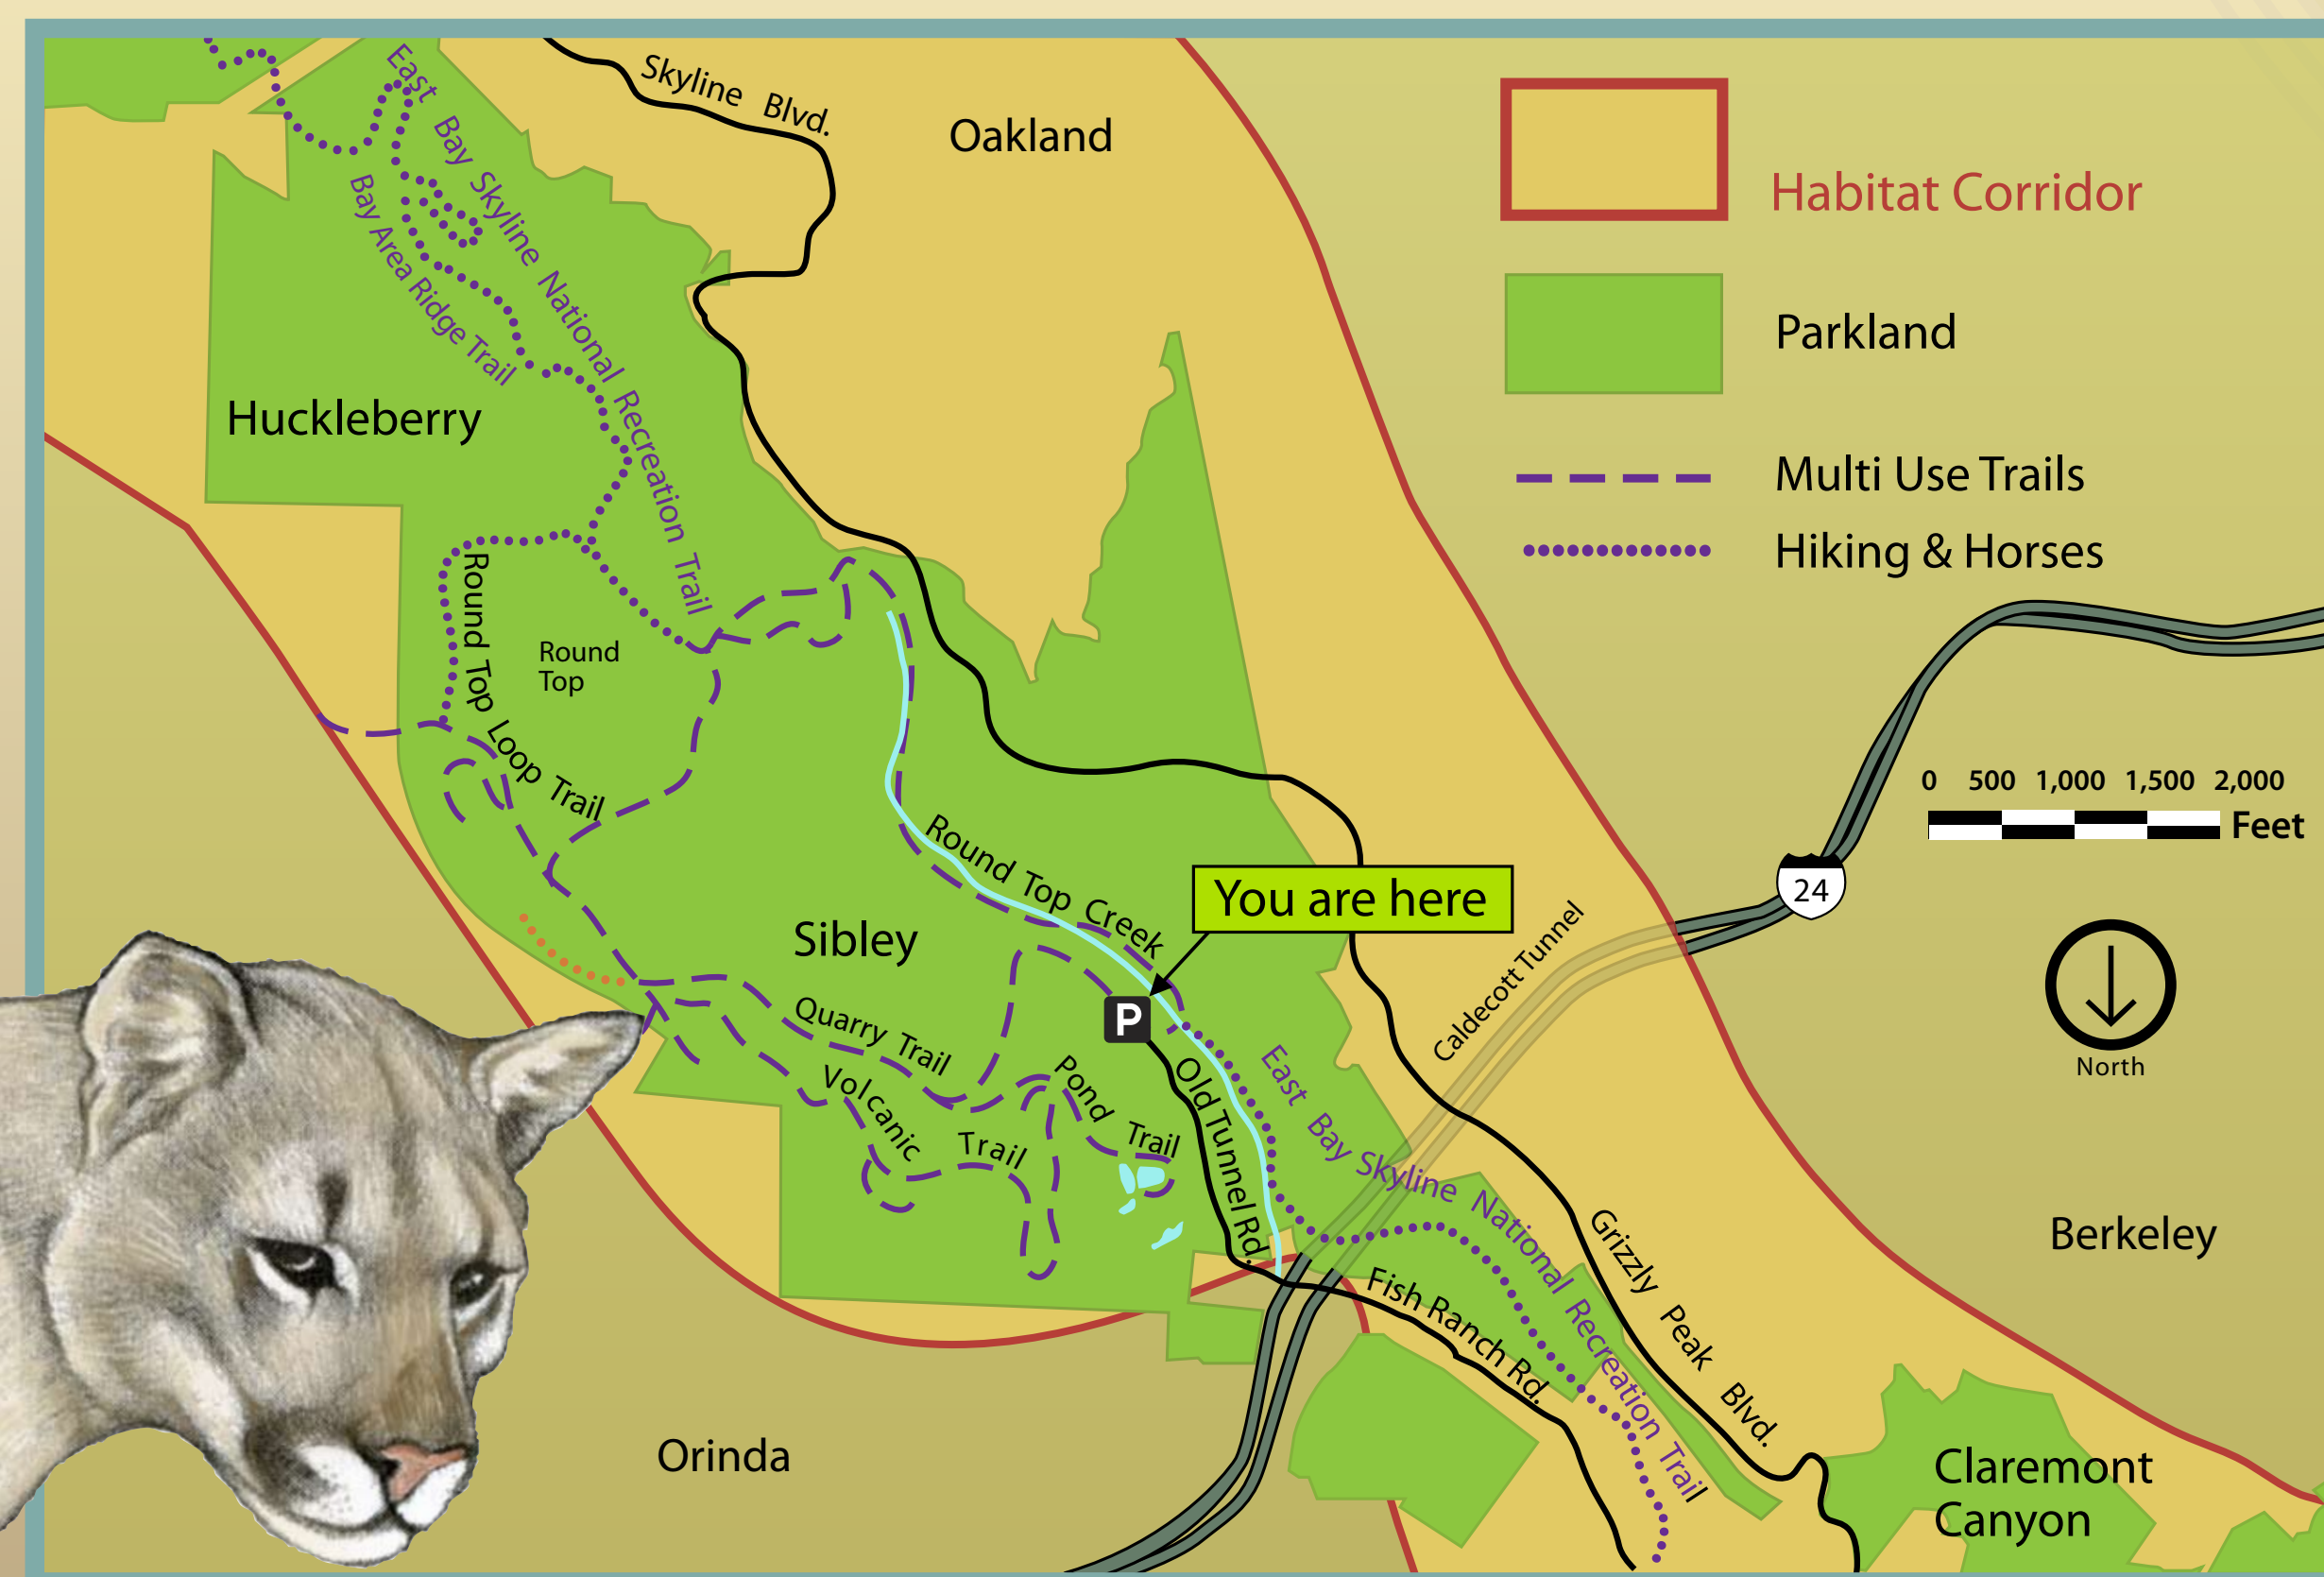 East Bay Skyline National Recreation Trail
Skyline Blvd.
Oakland
Bay Area Ridge Trail
Huckleberry
Habitat Corridor
Parkland
Multi Use Trails
Hiking & Horses
Round Top Loop Trail
Round
Top
0 500 1,000 1,500 2,000
Feet
Round Top Creek
You are here
24
Caldecott Tunnel
Sibley
P
Quarry Trail
Volcanic Trail
Pond Trail
Old Tunnel Rd.
East Bay Skyline National Recreation Trail
North
Grizzly Peak Blvd.
Berkeley
Fish Ranch Rd.
Orinda
Claremont
Canyon